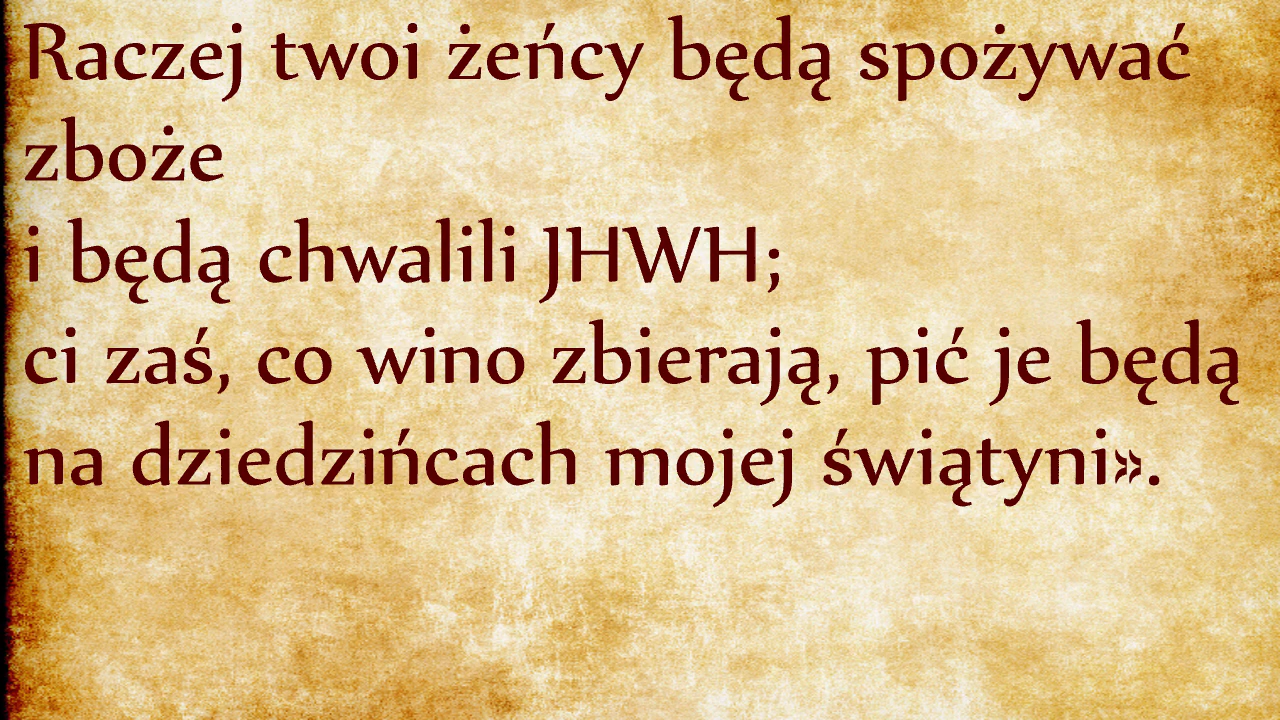 Raczej twoi żeńcy będą spożywać
zboże
i będą chwalili JHWH;
ci zaś, co wino zbierają, pić je będą
na dziedzińcach mojej świątyni».